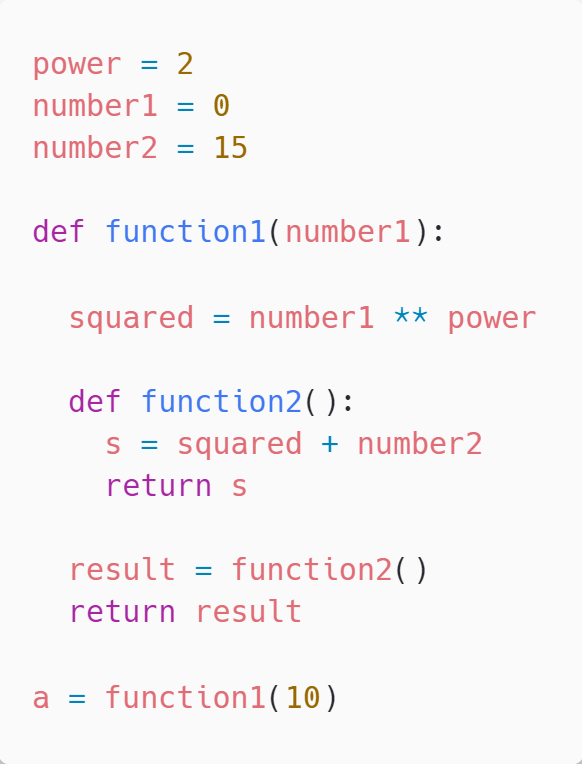 power = 2
number1 = 0
number2 = 15

def function1(number1):

  squared = number1 ** power

  def function2():
    s = squared + number2
    return s

  result = function2()
  return result

a = function1(10)